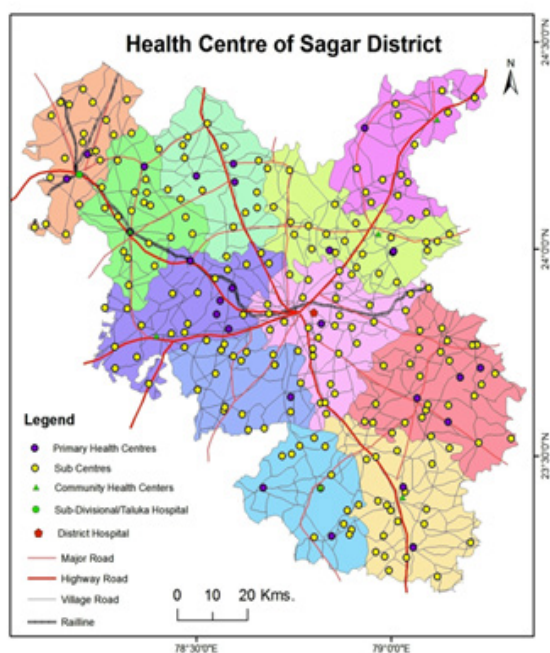 Health Centre of Sagar District
N
24°30'0"N
24°0'0"N
23°30'0"N
Legend
Primary Health Centres
Sub Centres
Community Health Centers
Sub-Divisional/Taluka Hospital
District Hospital
Major Road
Highway Road
Village Road
Railline
0 10 20 Kms.
78°30'0"E
79°0'0"E